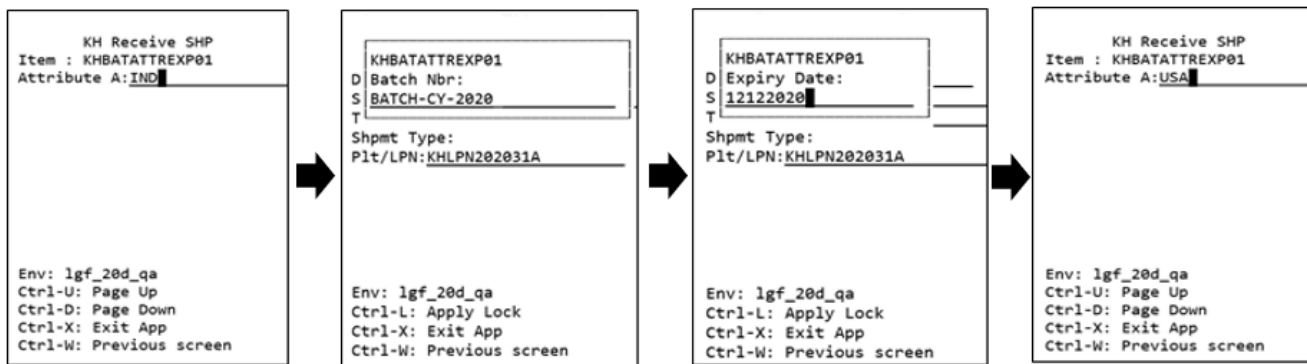 KH Receive SHP
Item : KHBATATTREXP01
Attribute A:IND
Env: lgf_20d_qa
Ctrl-U: Page Up
Ctrl-D: Page Down
Ctrl-X: Exit App
Ctrl-W: Previous screen
KHBATATTREXP01
D Batch Nbr:
S BATCH-CY-2020
T
Shpmt Type:
Plt/LPN:KHLPN202031A
Env: lgf_20d_qa
Ctrl-L: Apply Lock
Ctrl-X: Exit App
Ctrl-W: Previous screen
KHBATATTREXP01
D Expiry Date:
S 12122020
T
Shpmt Type:
Plt/LPN:KHLPN202031A
Env: lgf_20d_qa
Ctrl-L: Apply Lock
Ctrl-X: Exit App
Ctrl-W: Previous screen
KH Receive SHP
Item : KHBATATTREXP01
Attribute A:USA
Env: lgf_20d_qa
Ctrl-U: Page Up
Ctrl-D: Page Down
Ctrl-X: Exit App
Ctrl-W: Previous screen